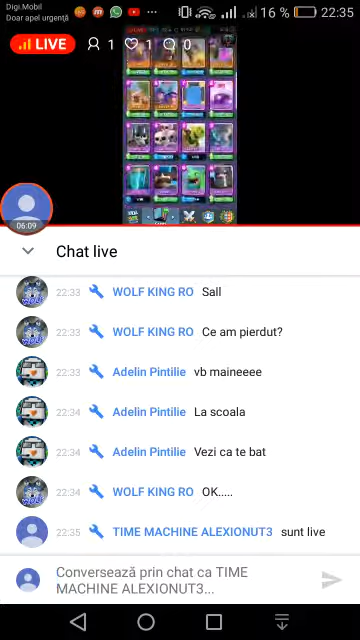 Digi.Mobil
Doar apel urgență
16 % 22:35
LIVE 1 1 0
06:09
Chat live
22:33 WOLF KING RO Sall
22:33 WOLF KING RO Ce am pierdut?
22:33 Adelin Pintilie vb maineeee
22:34 Adelin Pintilie La scoala
22:34 Adelin Pintilie Vezi ca te bat
22:34 WOLF KING RO OK.....
22:35 TIME MACHINE ALEXIONUT3 sunt live
Conversează prin chat ca TIME
MACHINE ALEXIONUT3...